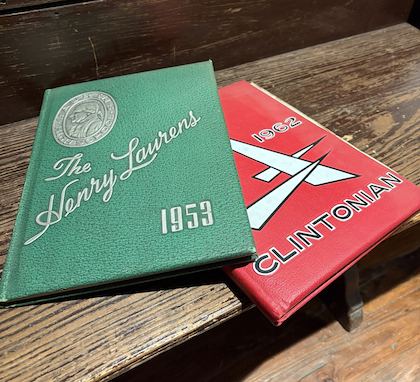 The
Henry Laurens
1953
1962
CLINTONIAN